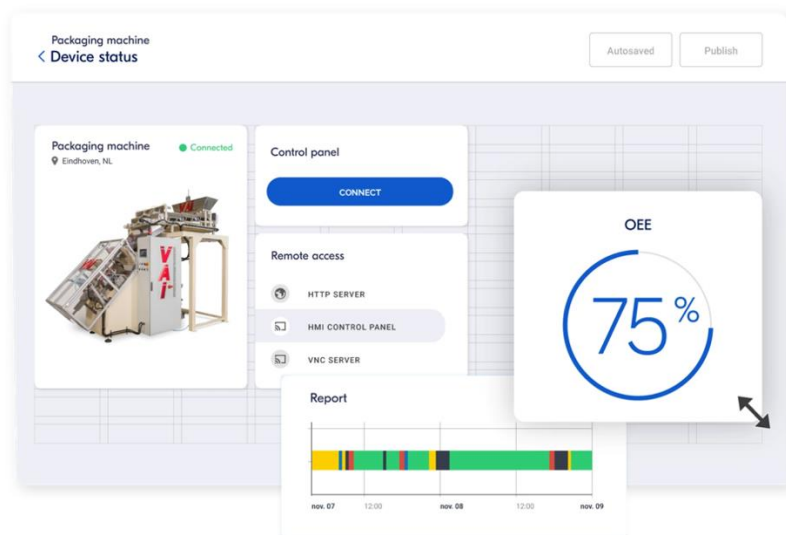 Packaging machine
Device status
Autosaved
Publish
Packaging machine
Connected
Eindhoven, NL
VAI
Control panel
CONNECT
Remote access
HTTP SERVER
HMI CONTROL PANEL
VNC SERVER
OEE
75%
Report
nov. 07
12:00
nov. 08
12:00
nov. 09